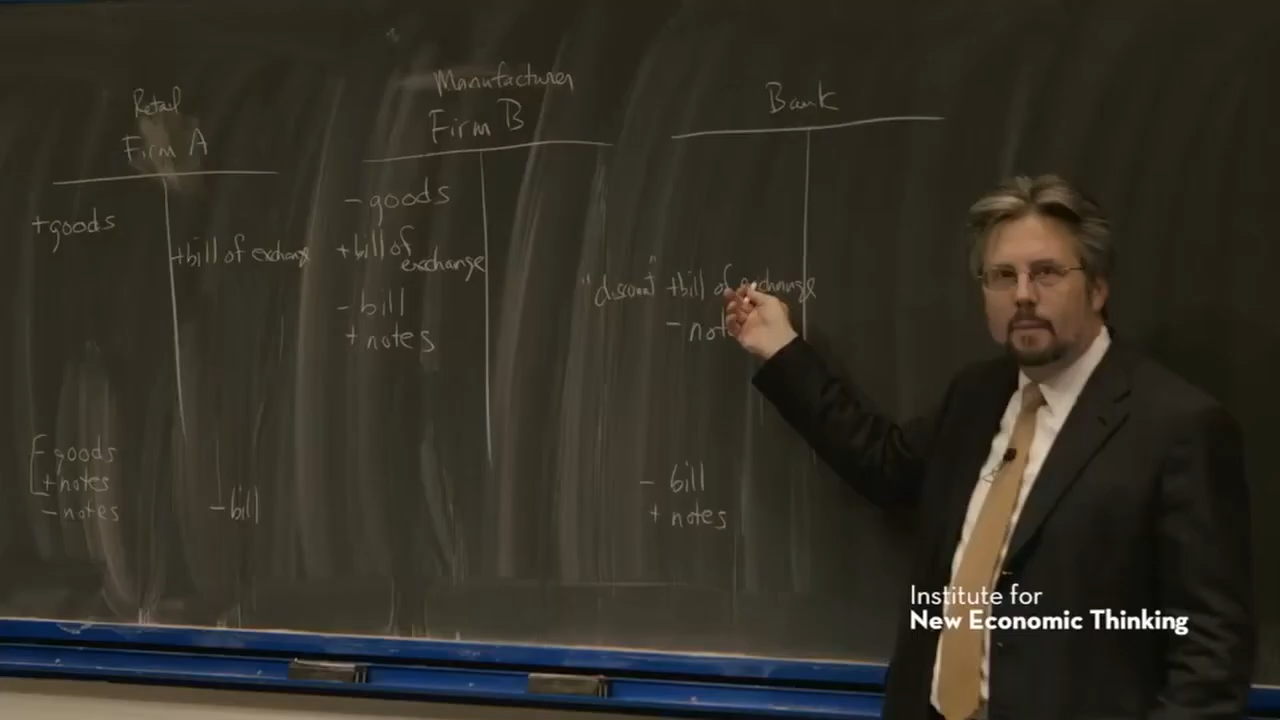 Retail
Firm A
+goods
+bill of exchange
-goods
+notes
-notes
-bill
Manufacturer
Firm B
-goods
+bill of
exchange
-bill
+notes
Bank
"discount" +bill of exchange
-not
-bill
+notes
Institute for
New Economic Thinking